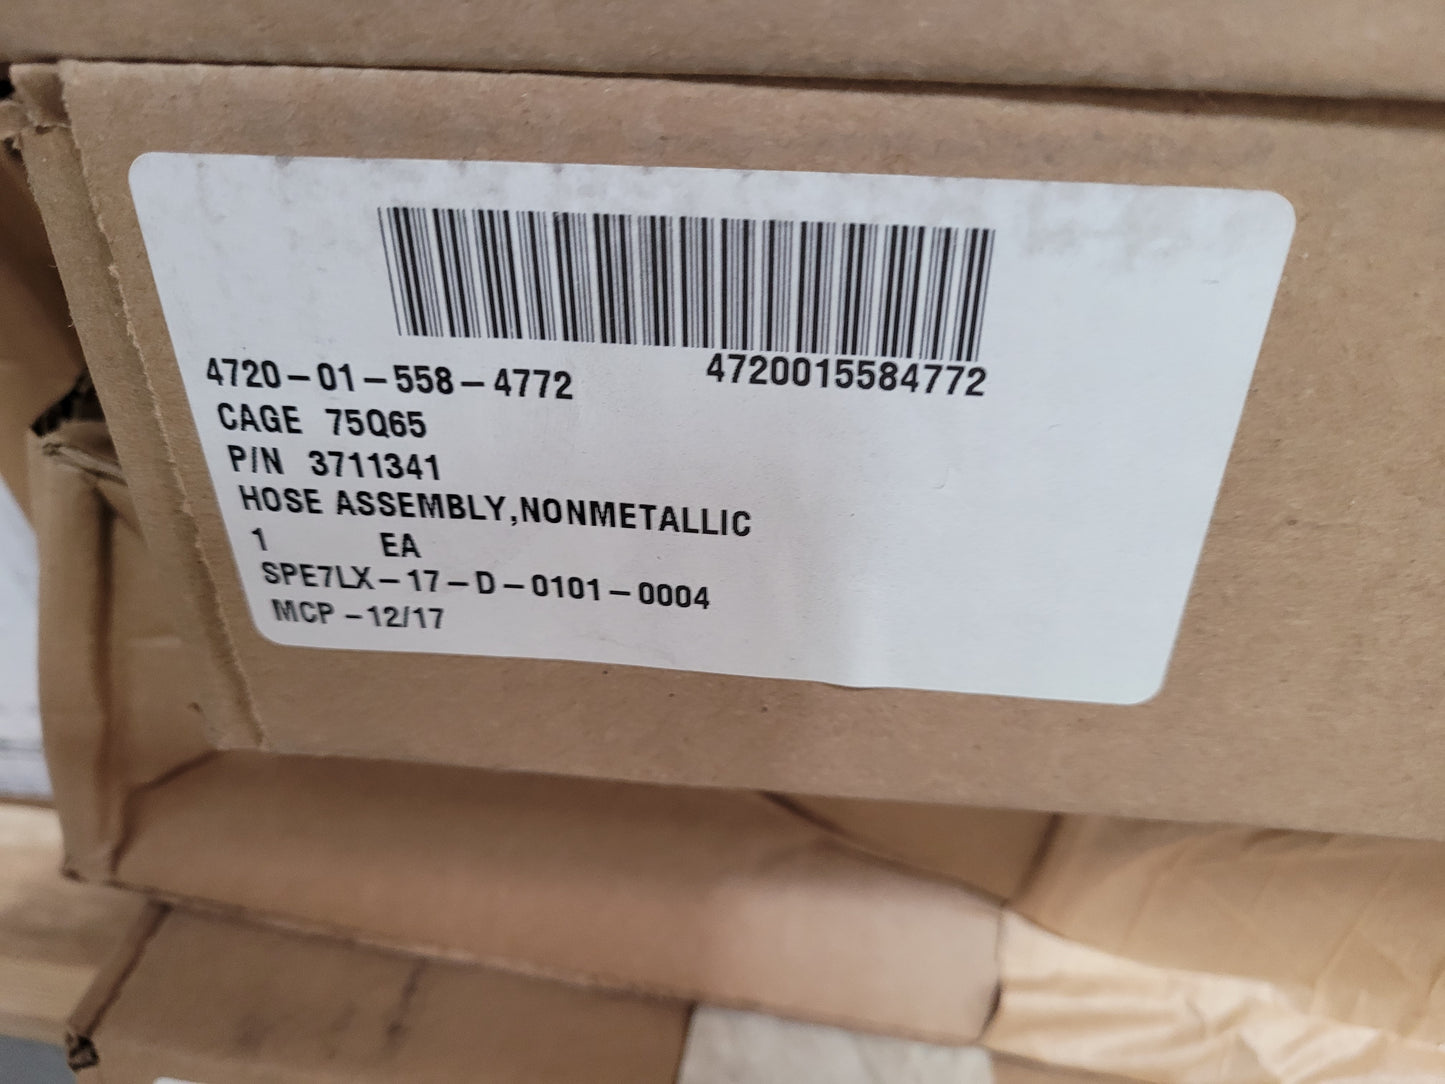 4720015584772
4720-01-558-4772
CAGE 75Q65
P/N 3711341
HOSE ASSEMBLY,NONMETALLIC
1 EA
SPE7LX-17-D-0101-0004
MCP-12/17